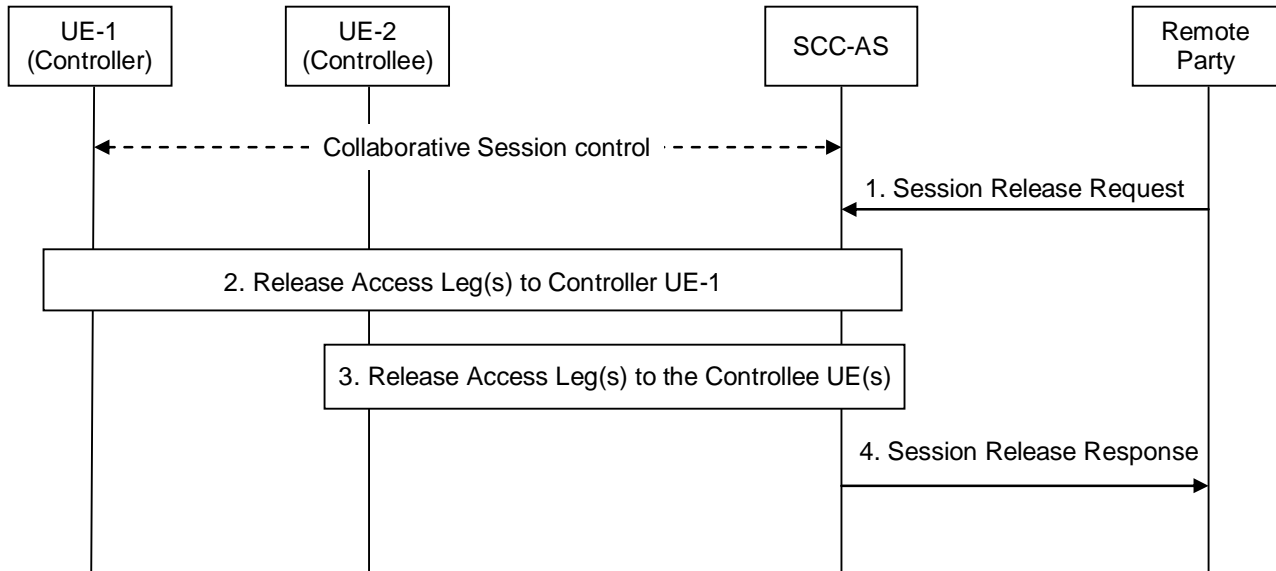 UE-1
(Controller)
UE-2
(Controllee)
SCC-AS
Remote
Party
Collaborative Session control
1. Session Release Request
2. Release Access Leg(s) to Controller UE-1
3. Release Access Leg(s) to the Controllee UE(s)
4. Session Release Response